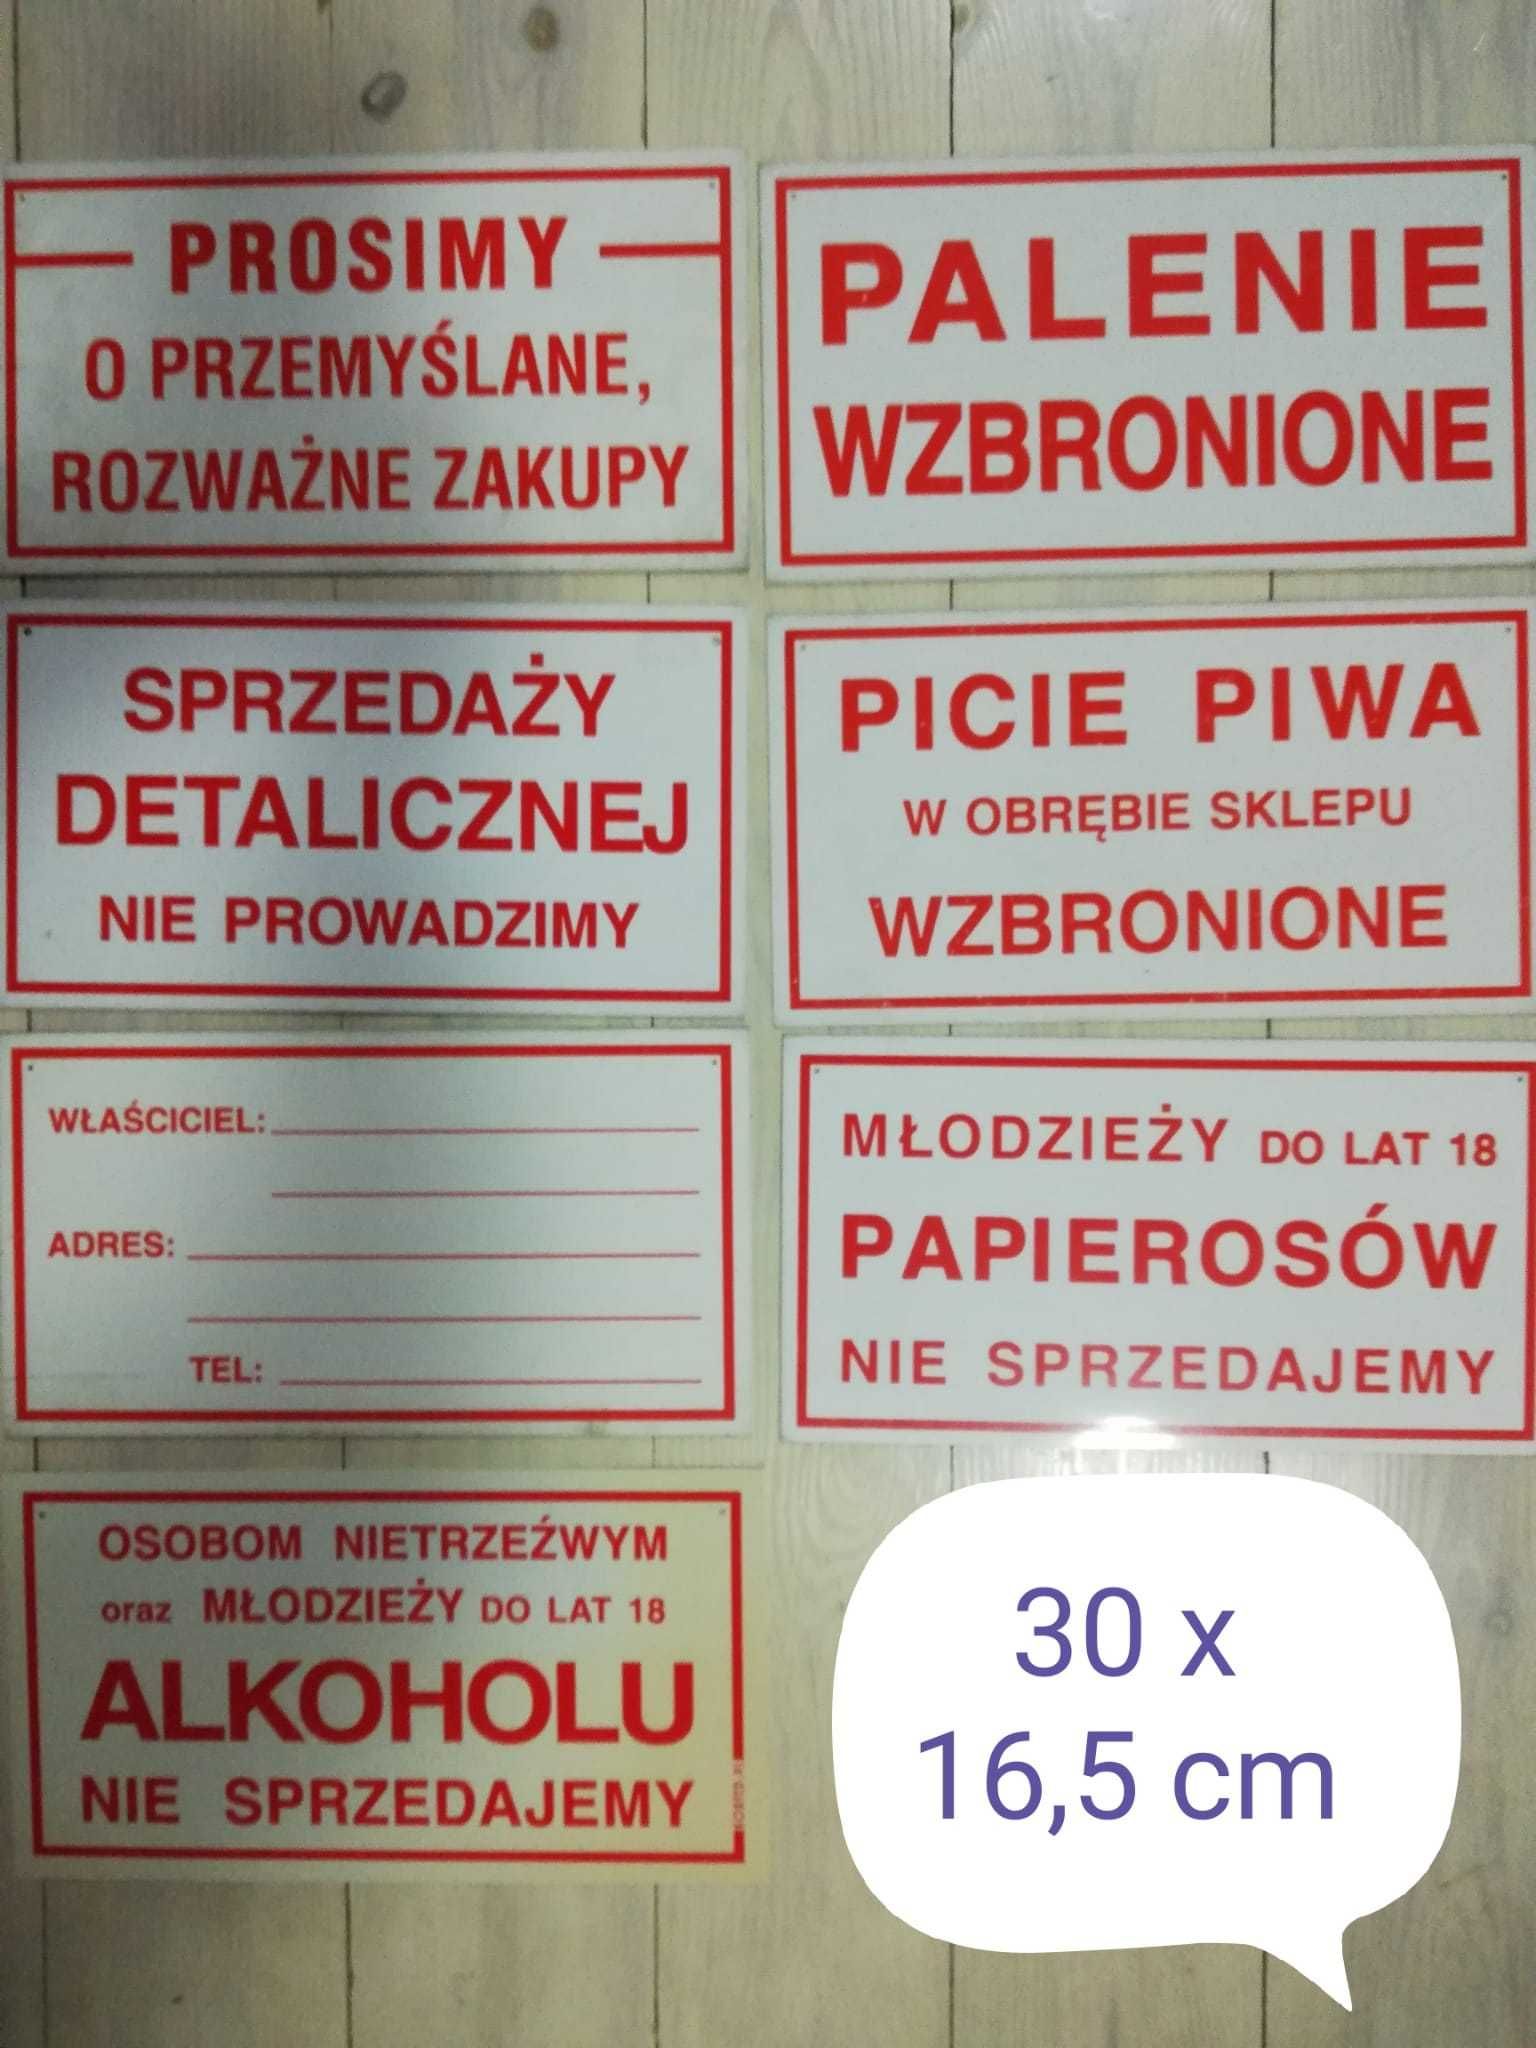 PROSIMY
O PRZEMYŚLANE,
ROZWAŻNE ZAKUPY
PALENIE
WZBRONIONE
SPRZEDAŻY
DETALICZNEJ
NIE PROWADZIMY
PICIE PIWA
W OBRĘBIE SKLEPU
WZBRONIONE
WŁAŚCICIEL:
ADRES:
TEL:
MŁODZIEŻY DO LAT 18
PAPIEROSÓW
NIE SPRZEDAJEMY
OSOBOM NIETRZEŹWYM
oraz MŁODZIEŻY DO LAT 18
ALKOHOLU
NIE SPRZEDAJEMY
30 x
16,5 cm